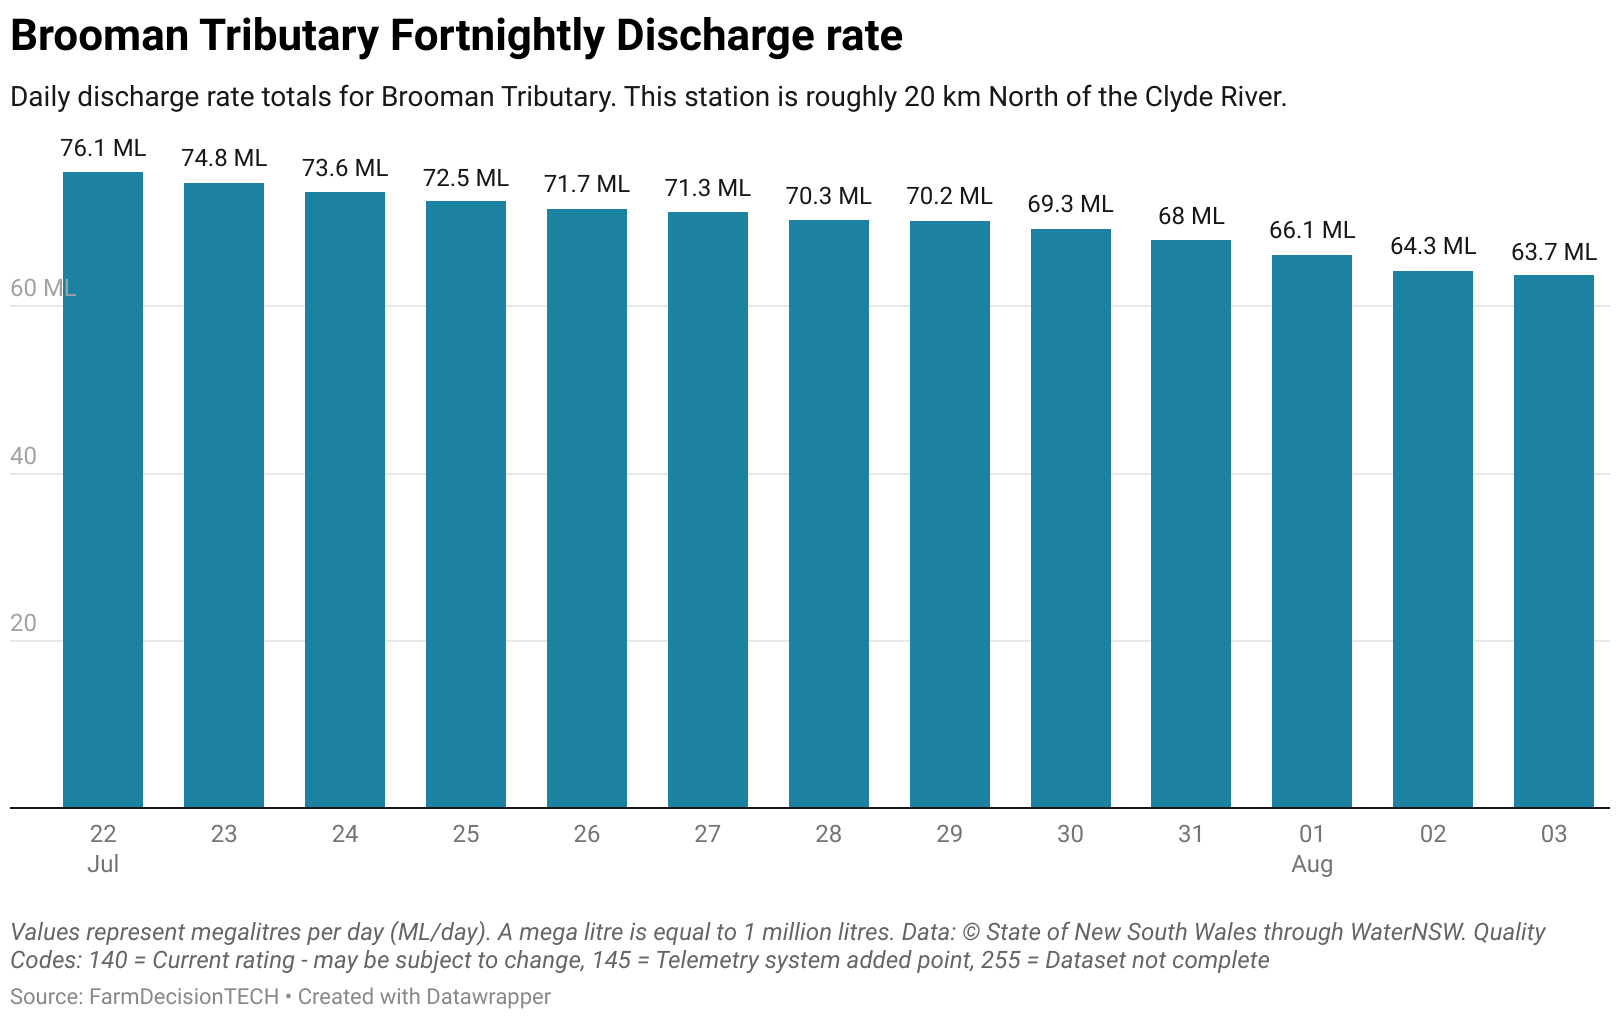 Brooman Tributary Fortnightly Discharge rate
Daily discharge rate totals for Brooman Tributary. This station is roughly 20 km North of the Clyde River.
76.1 ML 74.8 ML 73.6 ML 72.5 ML 71.7 ML 71.3 ML 70.3 ML 70.2 ML 69.3 ML 68 ML 66.1 ML 64.3 ML 63.7 ML
60 ML
40
20
22 23 24 25 26 27 28 29 30 31 01 02 03
Jul Aug
Values represent megalitres per day (ML/day). A mega litre is equal to 1 million litres. Data: © State of New South Wales through WaterNSW. Quality
Codes: 140 = Current rating - may be subject to change, 145 = Telemetry system added point, 255 = Dataset not complete
Source: FarmDecisionTECH • Created with Datawrapper